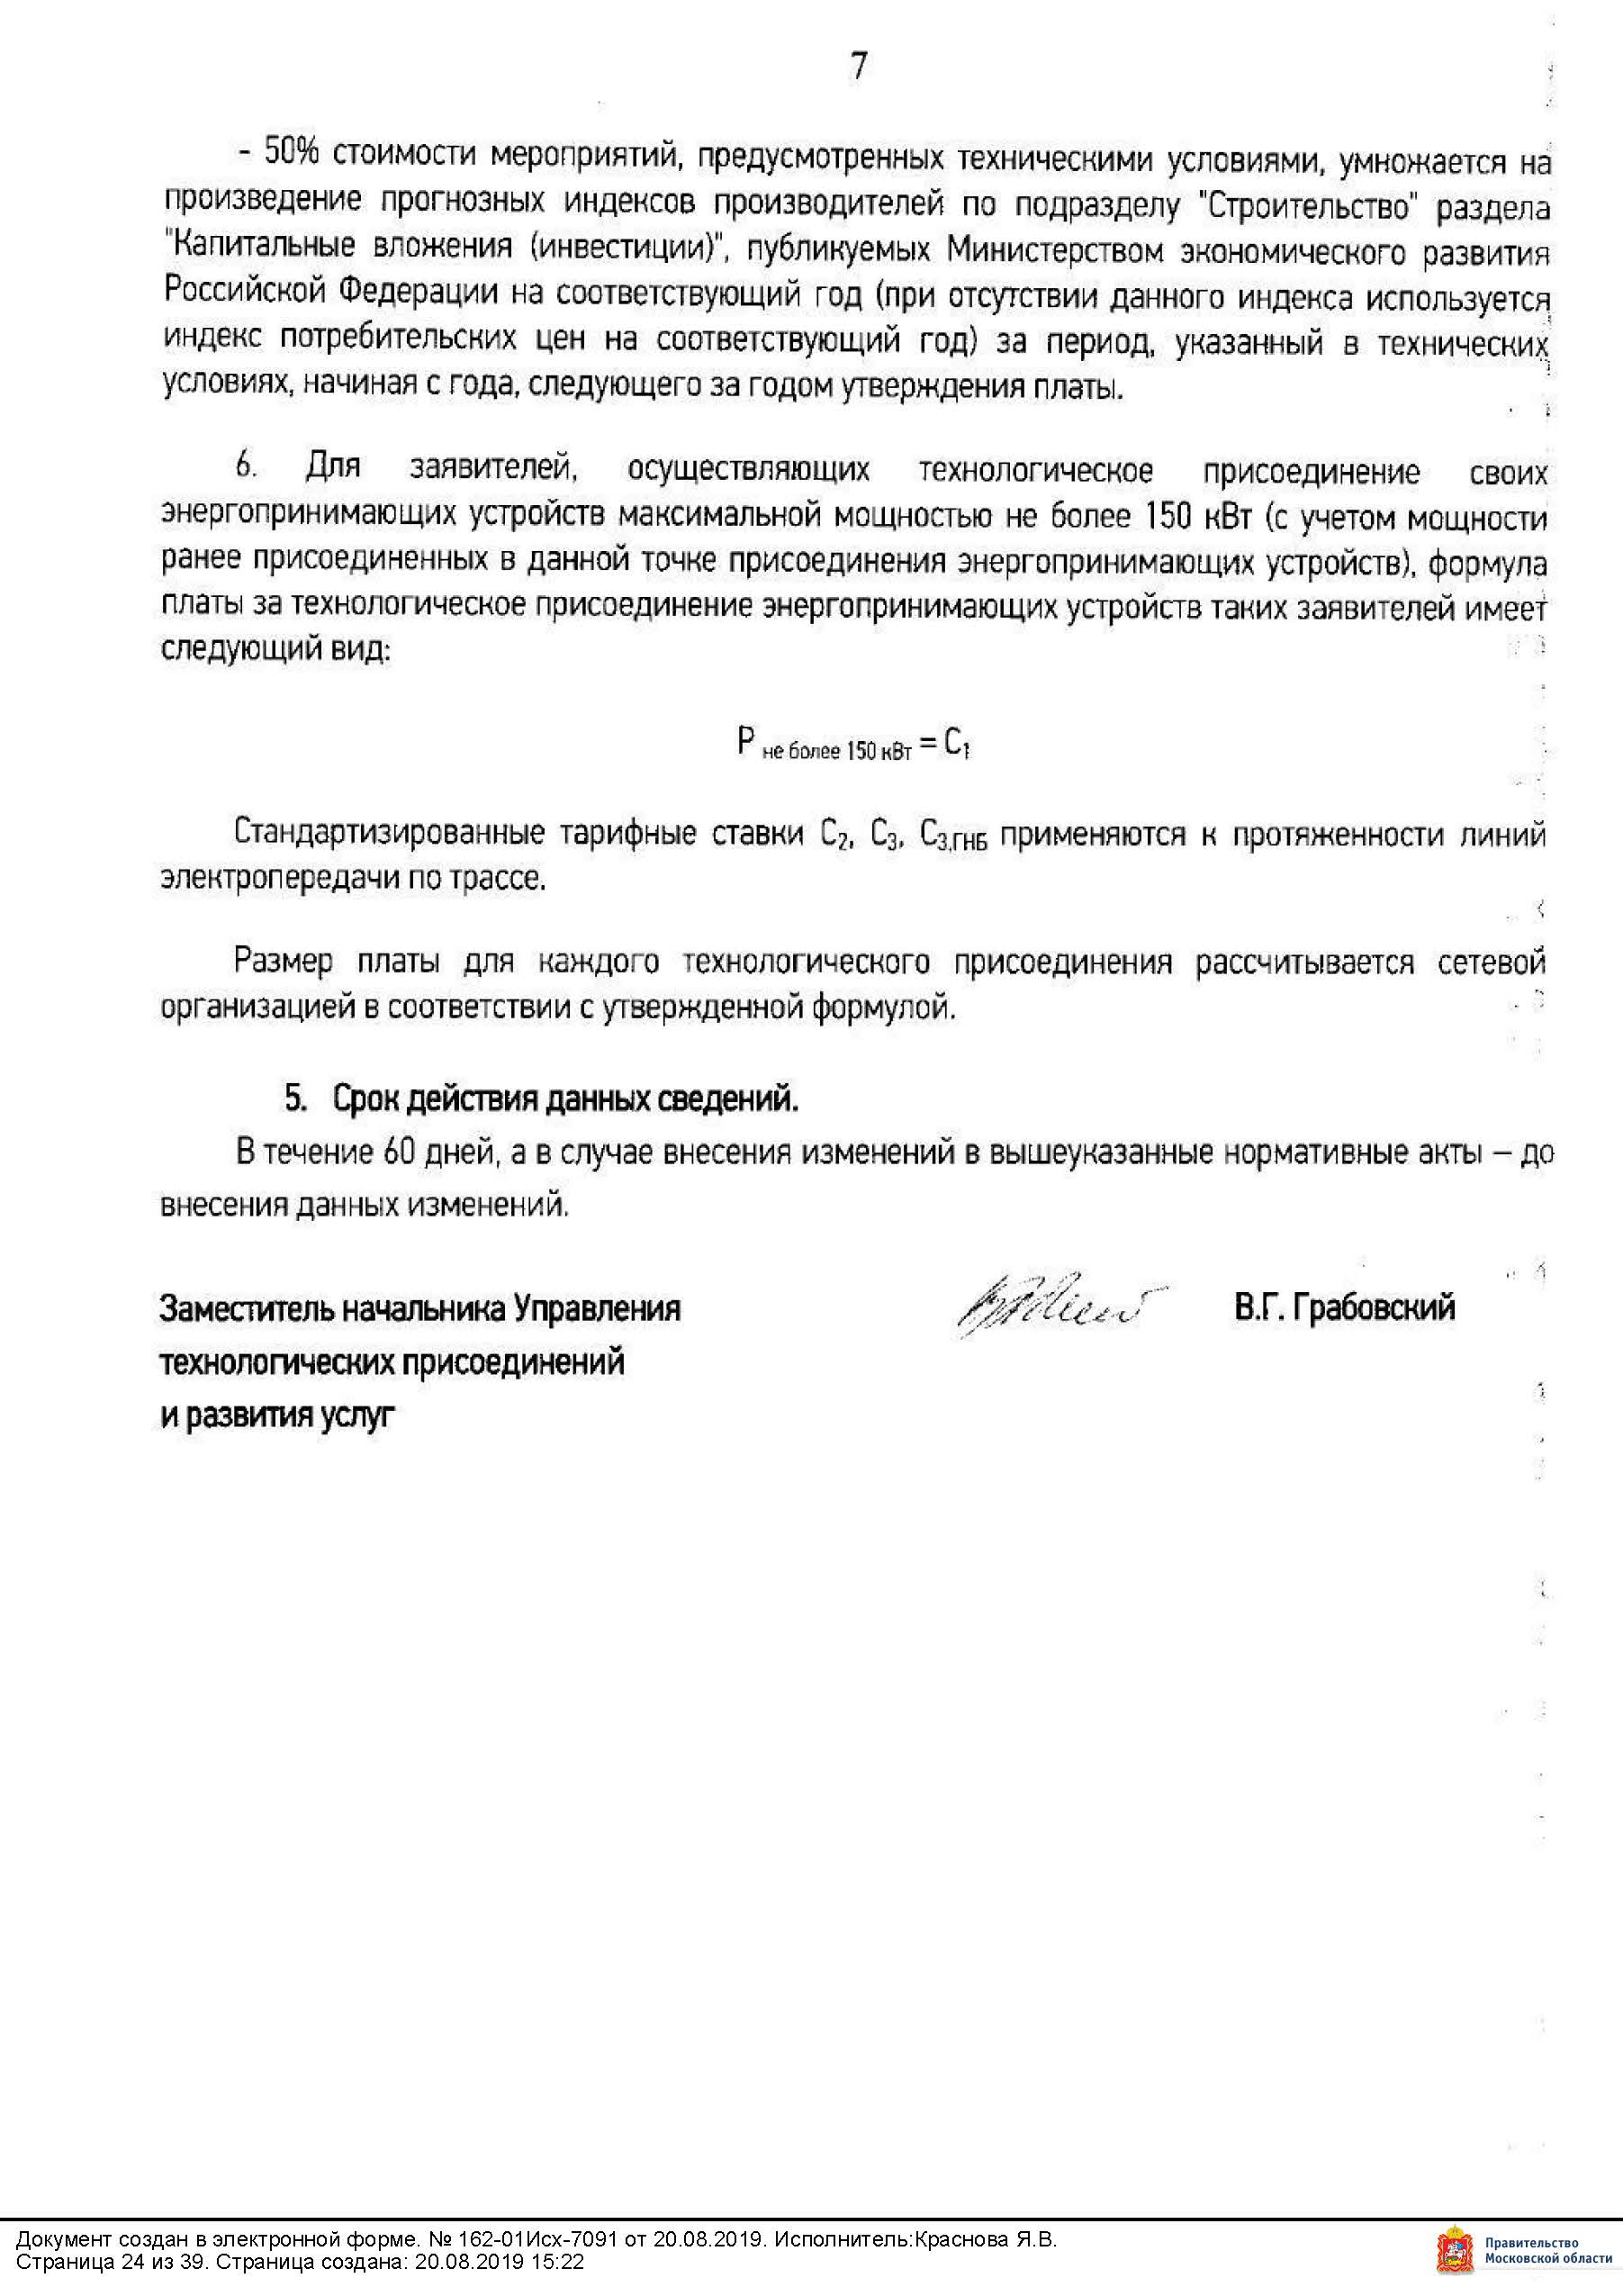 7
- 50% стоимости мероприятий, предусмотренных техническими условиями, умножается на
произведение прогнозных индексов производителей по подразделу "Строительство" раздела
"Капитальные вложения (инвестиции)", публикуемых Министерством экономического развития
Российской Федерации на соответствующий год (при отсутствии данного индекса используется
индекс потребительских цен на соответствующий год) за период, указанный в технических
условиях, начиная с года, следующего за годом утверждения платы.
6. Для заявителей, осуществляющих технологическое присоединение своих
энергопринимающих устройств максимальной мощностью не более 150 кВт (с учетом мощности
ранее присоединенных в данной точке присоединения энергопринимающих устройств), формула
платы за технологическое присоединение энергопринимающих устройств таких заявителей имеет
следующий вид:
P не более 150 кВт = C1
Стандартизированные тарифные ставки C2, C3, C3,ГНБ применяются к протяженности линий
электропередачи по трассе.
Размер платы для каждого технологического присоединения рассчитывается сетевой
организацией в соответствии с утвержденной формулой.
5. Срок действия данных сведений.
В течение 60 дней, а в случае внесения изменений в вышеуказанные нормативные акты – до
внесения данных изменений.
Заместитель начальника Управления В.Г. Грабовский
технологических присоединений
и развития услуг
Документ создан в электронной форме. № 162-01Исх-7091 от 20.08.2019. Исполнитель:Краснова Я.В.
Страница 24 из 39. Страница создана: 20.08.2019 15:22
Правительство
Московской области